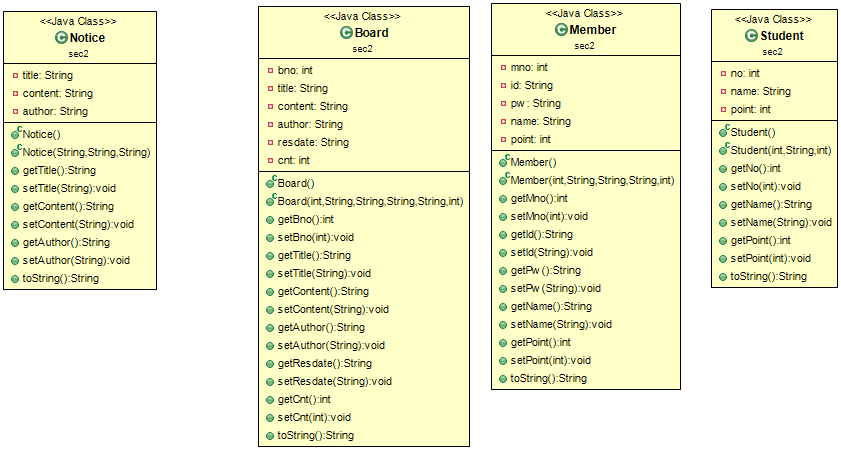 <<Java Class>>
Notice
sec2
title: String
content: String
author: String
Notice()
Notice(String,String,String)
getTitle():String
setTitle(String):void
getContent():String
setContent(String):void
getAuthor():String
setAuthor(String):void
toString():String
<<Java Class>>
Board
sec2
bno: int
title: String
content: String
author: String
resdate: String
cnt: int
Board()
Board(int,String,String,String,String,int)
getBno():int
setBno(int):void
getTitle():String
setTitle(String):void
getContent():String
setContent(String):void
getAuthor():String
setAuthor(String):void
getResdate():String
setResdate(String):void
getCnt():int
setCnt(int):void
toString():String
<<Java Class>>
Member
sec2
mno: int
id: String
pw: String
name: String
point: int
Member()
Member(int,String,String,String,int)
getMno():int
setMno(int):void
getId():String
setId(String):void
getPw():String
setPw(String):void
getName():String
setName(String):void
getPoint():int
setPoint(int):void
toString():String
<<Java Class>>
Student
sec2
no: int
name: String
point: int
Student()
Student(int,String,int)
getNo():int
setNo(int):void
getName():String
setName(String):void
getPoint():int
setPoint(int):void
toString():String